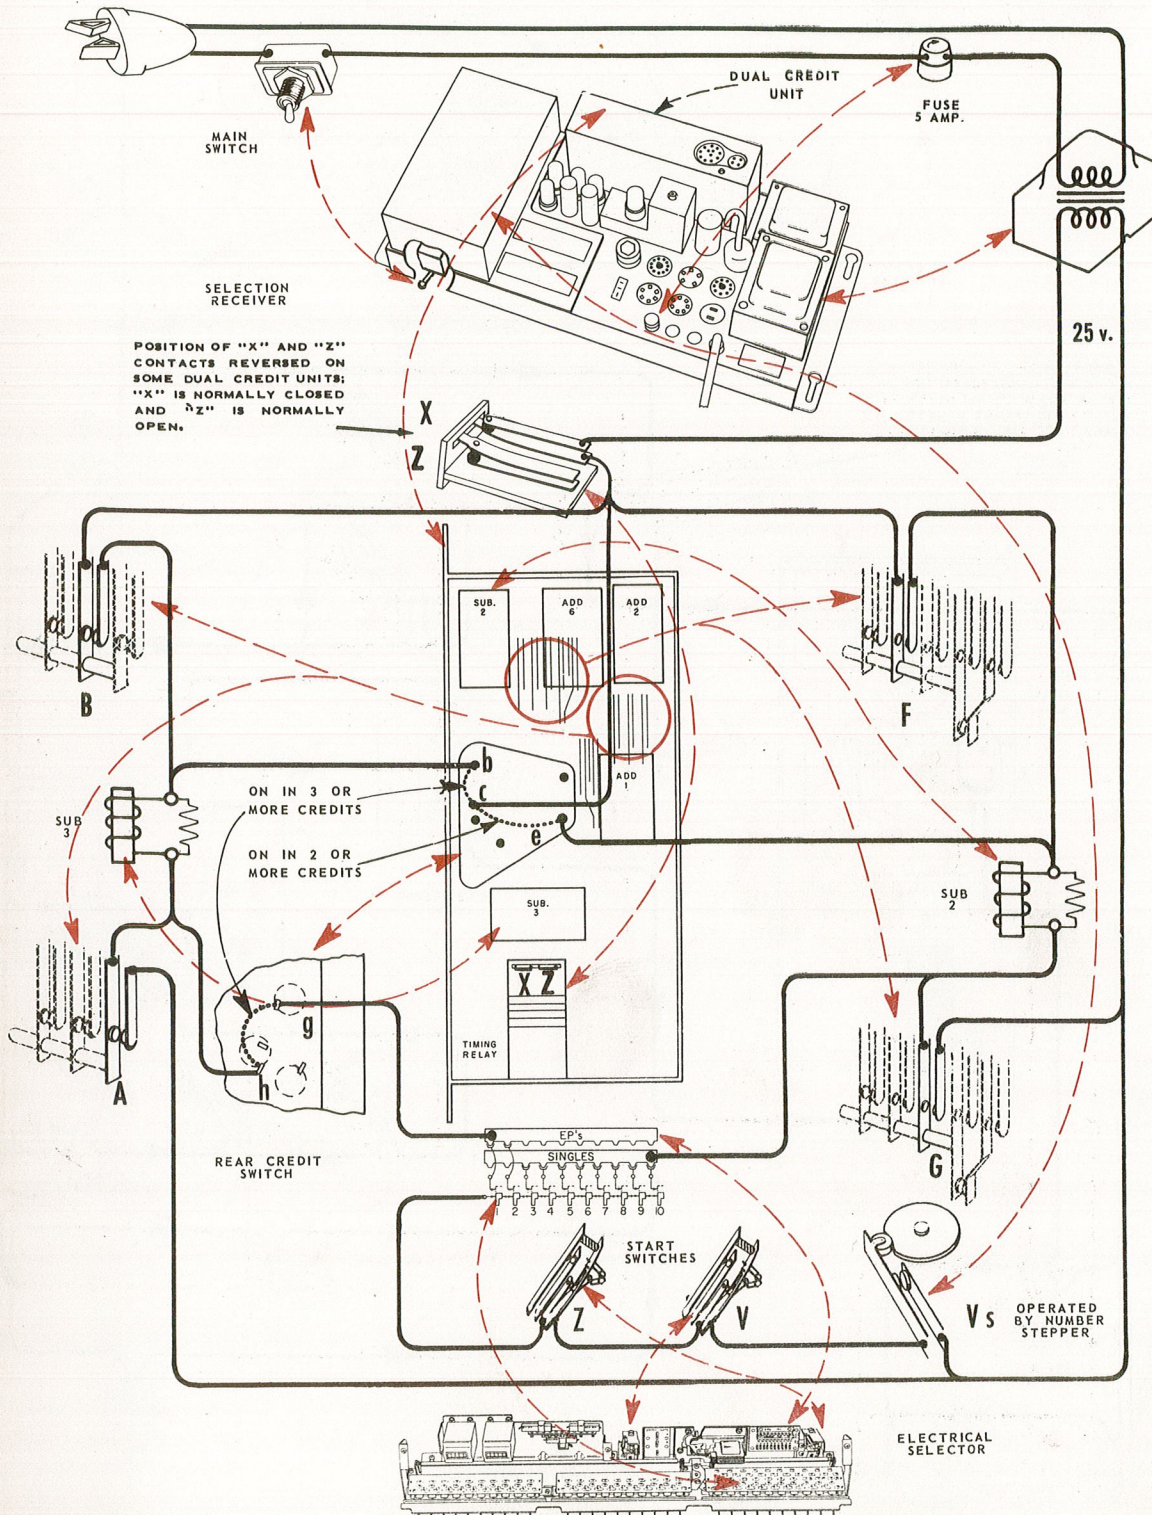 DUAL CREDIT
UNIT
FUSE
5 AMP.
MAIN
SWITCH
SELECTION
RECEIVER
25 v.
POSITION OF "X" AND "Z"
CONTACTS REVERSED ON
SOME DUAL CREDIT UNITS;
"X" IS NORMALLY CLOSED
AND "Z" IS NORMALLY
OPEN.
X
Z
SUB.
2
ADD
6
ADD
2
B
F
b
c
e
ADD
1
ON IN 3 OR
MORE CREDITS
ON IN 2 OR
MORE CREDITS
SUB
3
SUB
2
SUB.
3
X Z
TIMING
RELAY
g
h
A
G
REAR CREDIT
SWITCH
EP's
SINGLES
1 2 3 4 5 6 7 8 9 10
START
SWITCHES
Z
V
Vs
OPERATED
BY NUMBER
STEPPER
ELECTRICAL
SELECTOR